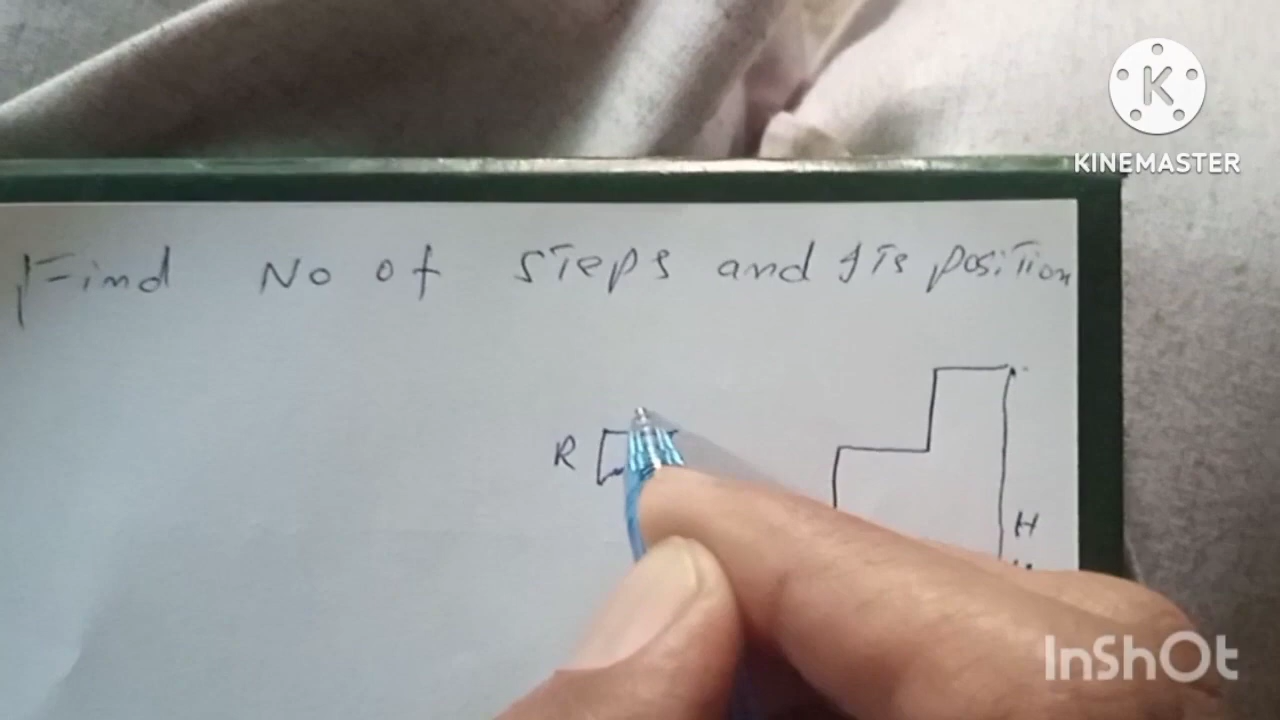 K
KINEMASTER
Find No of steps and Its position
R
H
InShOt